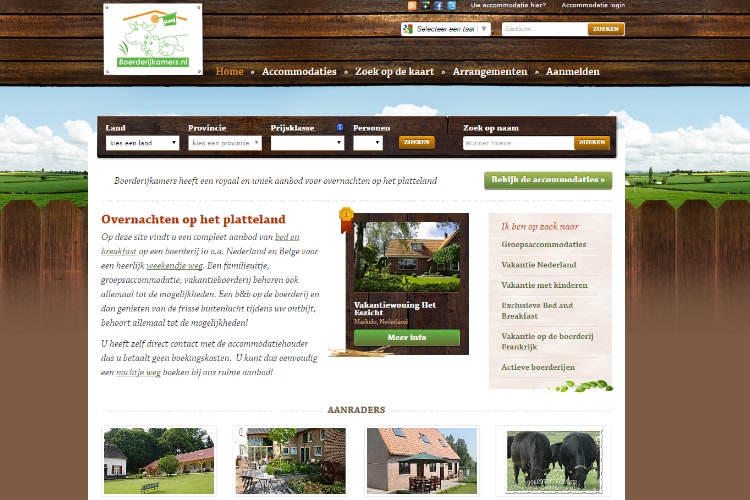 Uw accommodatie hier?
Accommodatie login
Selecteer een taal
Zoekterm...
ZOEKEN
Boerderijkamers.nl
Home
Accommodaties
Zoek op de kaart
Arrangementen
Aanmelden
Land
Provincie
Prijsklasse
Personen
Zoek op naam
kies een land
kies een provincie
ZOEKEN
Wunner Hoeve
ZOEKEN
Boerderijkamers heeft een royaal en uniek aanbod voor overnachten op het platteland
Bekijk de accommodaties »
Overnachten op het platteland
Op deze site vindt u een compleet aanbod van bed en
breakfast op een boerderij in o.a. Nederland en Belge voor
een heerlijk weekendje weg. Een familieuitje,
groepsaccommodatie, vakantieboerderij behoren ook
allemaal tot de mogelijkheden. Een b&b op de boerderij en
dan genieten van de frisse buitenlucht tijdens uw ontbijt,
behoort allemaal tot de mogelijkheden!
U heeft zelf direct contact met de accommodatiehouder
dus u betaalt geen boekingskosten. U kunt dus eenvoudig
een nachtje weg boeken bij ons ruime aanbod!
1
Vakantiewoning Het
Eszicht
Markelo, Nederland
Meer info
Ik ben op zoek naar
Groepsaccommodaties
Vakantie Nederland
Vakantie met kinderen
Exclusieve Bed and
Breakfast
Vakantie op de boerderij
Frankrijk
Actieve boerderijen
AANRADERS